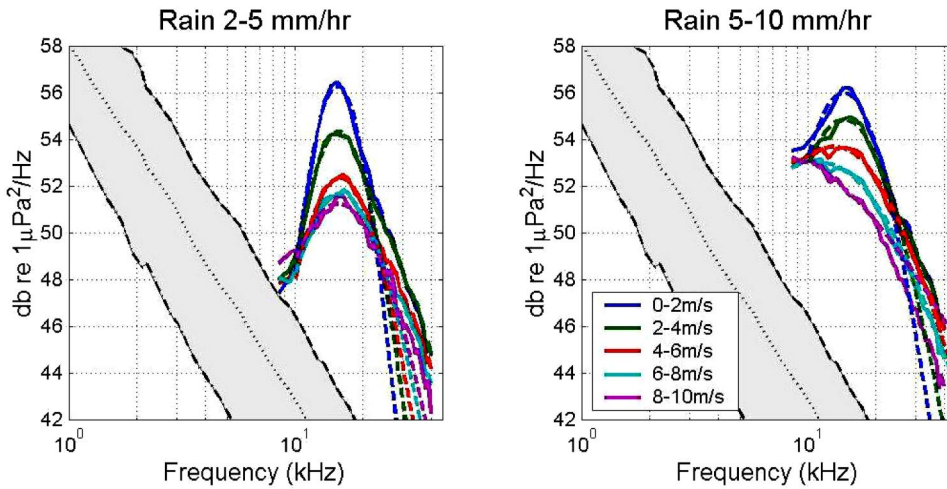 Rain 2-5 mm/hr
58
56
54
52
50
48
46
44
42
db re 1μPa²/Hz
10⁰
10¹
Frequency (kHz)
Rain 5-10 mm/hr
58
56
54
52
50
48
46
44
42
db re 1μPa²/Hz
0-2m/s
2-4m/s
4-6m/s
6-8m/s
8-10m/s
10⁰
10¹
Frequency (kHz)